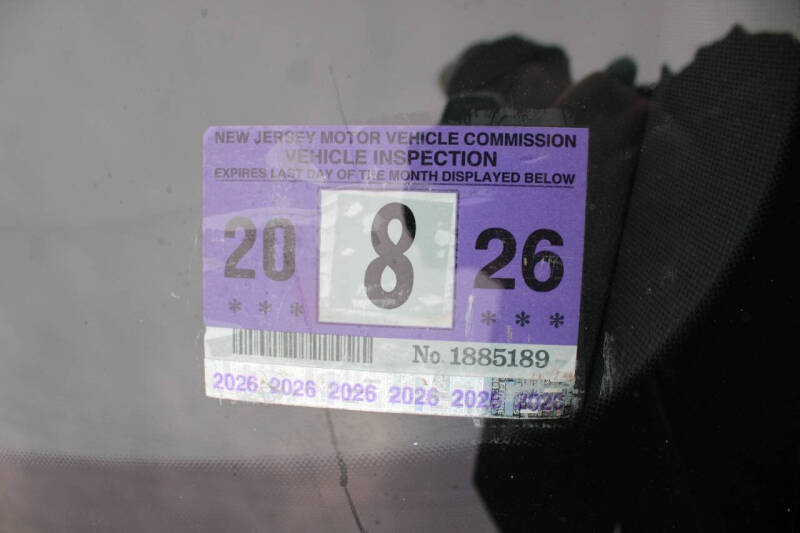 NEW JERSEY MOTOR VEHICLE COMMISSION
VEHICLE INSPECTION
EXPIRES LAST DAY OF THE MONTH DISPLAYED BELOW
20 8 26
* * * * * *
No. 1885189
2026 2026 2026 2026 2026 2026